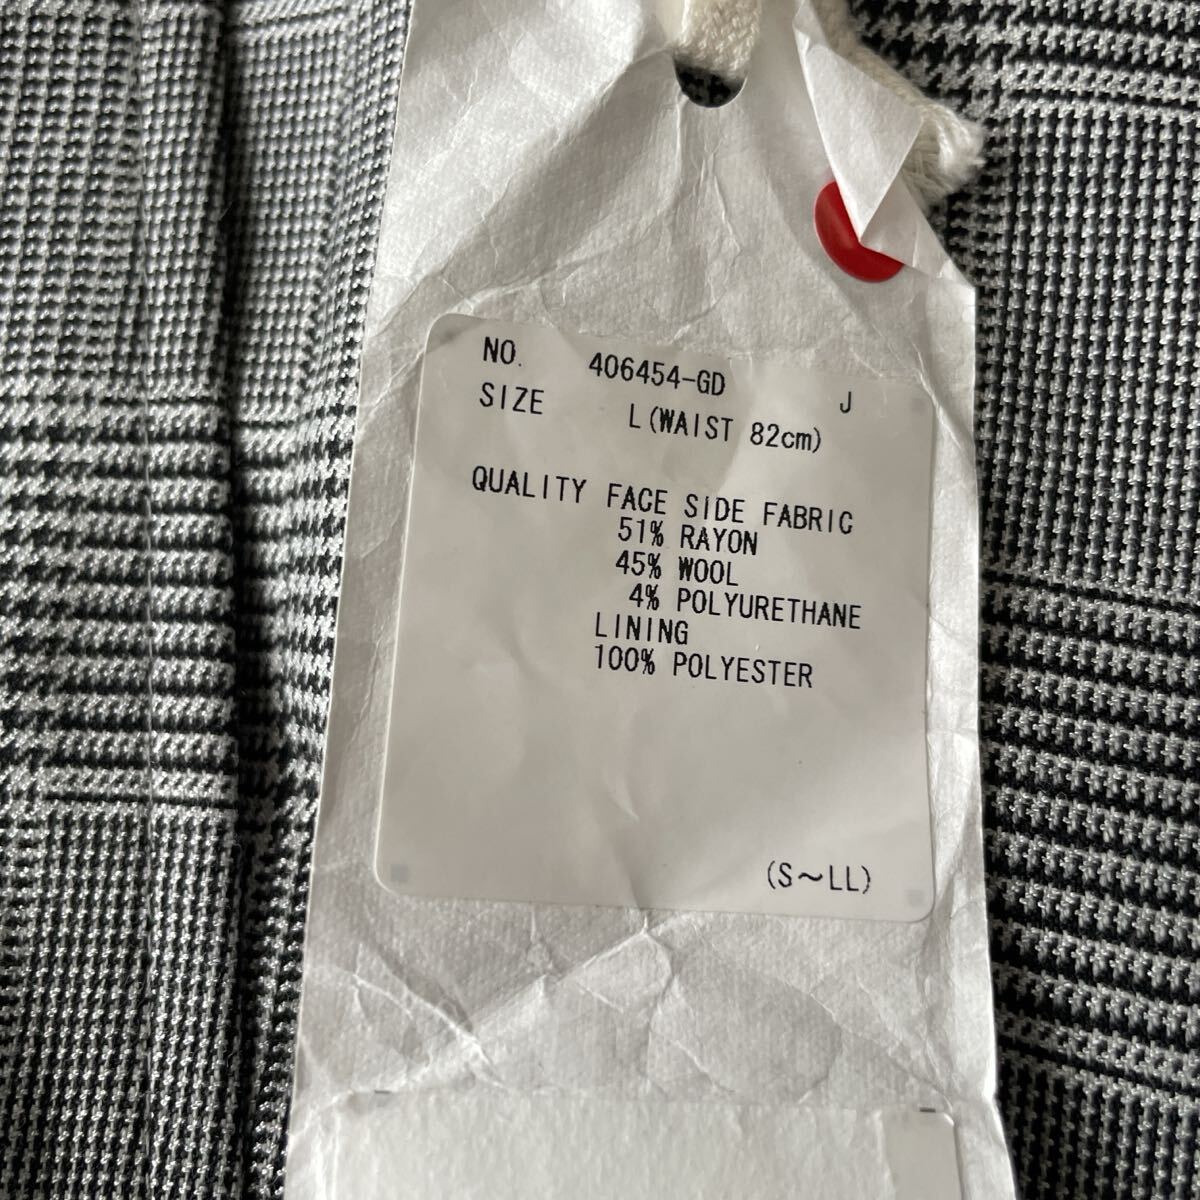 NO. 406454-GD J
SIZE L(WAIST 82cm)
QUALITY FACE SIDE FABRIC
51% RAYON
45% WOOL
4% POLYURETHANE
LINING
100% POLYESTER
(S～LL)